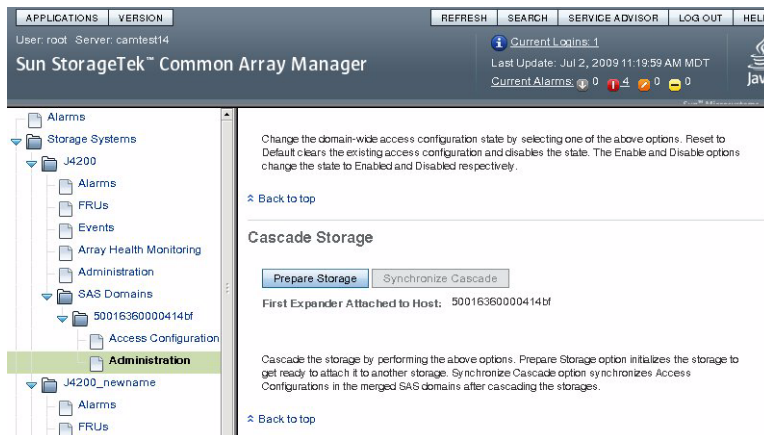 APPLICATIONS VERSION
REFRESH SEARCH SERVICE ADVISOR LOG OUT
User: root Server: camtest14
Current Logins: 1
Sun StorageTek™ Common Array Manager
Last Update: Jul 2, 2009 11:19:59 AM MDT
Current Alarms: 0 4 0 0
Java
Alarms
Storage Systems
J4200
Alarms
FRUs
Events
Array Health Monitoring
Administration
SAS Domains
50016360000414bf
Access Configuration
Administration
J4200_newname
Alarms
FRUs
Change the domain-wide access configuration state by selecting one of the above options. Reset to
Default clears the existing access configuration and disables the state. The Enable and Disable options
change the state to Enabled and Disabled respectively.
Back to top
Cascade Storage
Prepare Storage Synchronize Cascade
First Expander Attached to Host: 50016360000414bf
Cascade the storage by performing the above options. Prepare Storage option initializes the storage to
get ready to attach it to another storage. Synchronize Cascade option synchronizes Access
Configurations in the merged SAS domains after cascading the storages.
Back to top